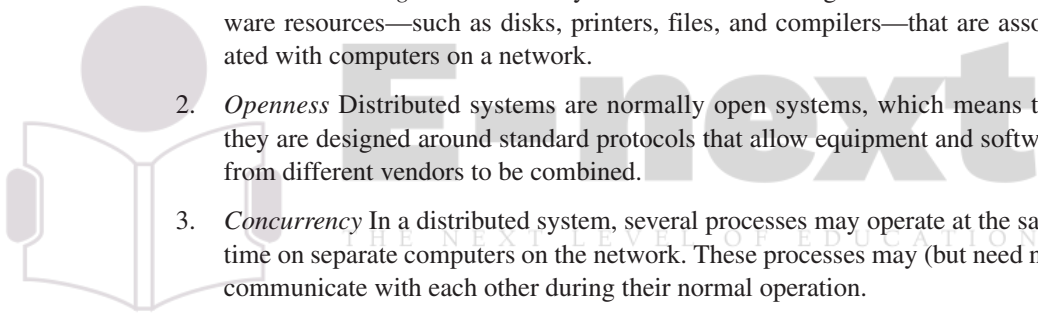 ware resources—such as disks, printers, files, and compilers—that are asso
ated with computers on a network.
2. Openness Distributed systems are normally open systems, which means t
they are designed around standard protocols that allow equipment and softw
from different vendors to be combined.
3. Concurrency In a distributed system, several processes may operate at the sa
time on separate computers on the network. These processes may (but need n
communicate with each other during their normal operation.
E-next
THE NEXT LEVEL OF EDUCATION